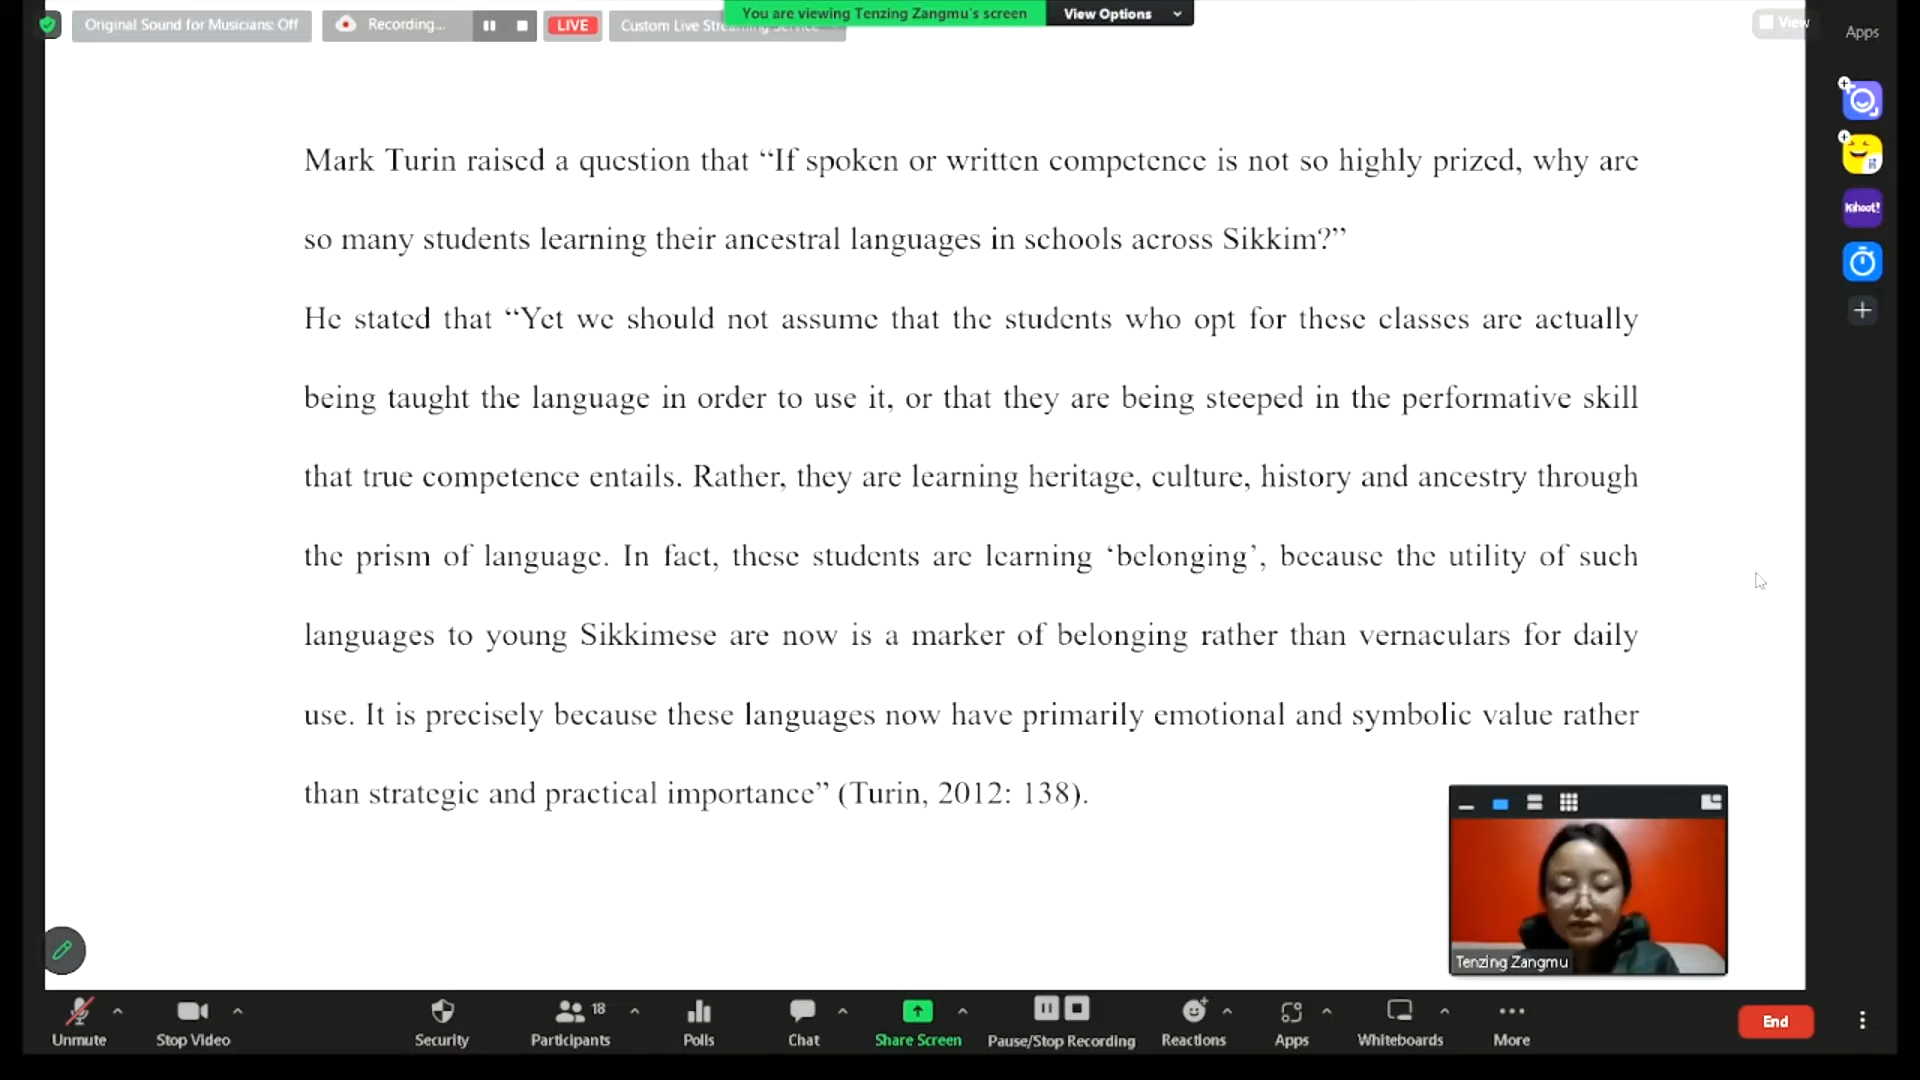 Original Sound for Musicians: Off
Recording...
LIVE
Custom Live Streaming Service
You are viewing Tenzing Zangmu's screen
View Options
View
Apps
Kahoot!
Mark Turin raised a question that “If spoken or written competence is not so highly prized, why are
so many students learning their ancestral languages in schools across Sikkim?”
He stated that “Yet we should not assume that the students who opt for these classes are actually
being taught the language in order to use it, or that they are being steeped in the performative skill
that true competence entails. Rather, they are learning heritage, culture, history and ancestry through
the prism of language. In fact, these students are learning ‘belonging’, because the utility of such
languages to young Sikkimese are now is a marker of belonging rather than vernaculars for daily
use. It is precisely because these languages now have primarily emotional and symbolic value rather
than strategic and practical importance” (Turin, 2012: 138).
Tenzing Zangmu
Unmute
Stop Video
Security
Participants
18
Polls
Chat
Share Screen
Pause/Stop Recording
Reactions
Apps
Whiteboards
More
End